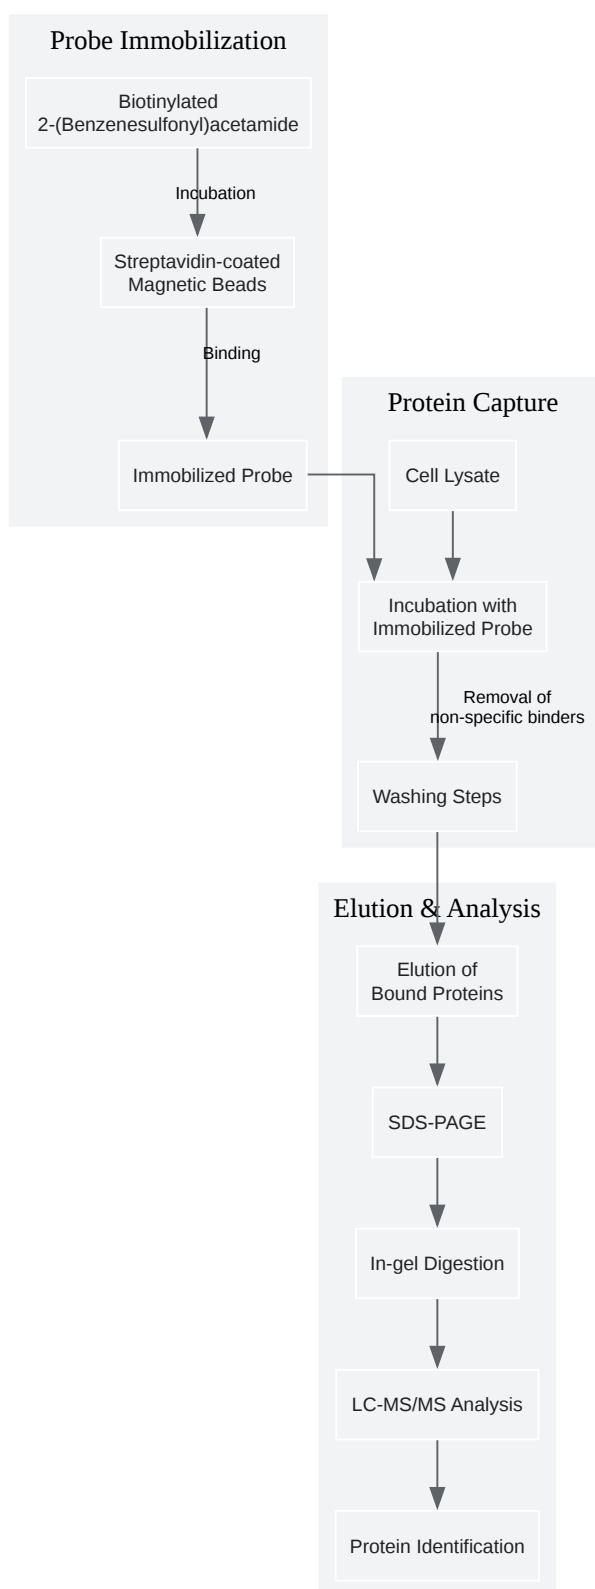 Probe Immobilization
Biotinylated
2-(Benzenesulfonyl)acetamide
Incubation
Streptavidin-coated
Magnetic Beads
Binding
Immobilized Probe
Protein Capture
Cell Lysate
Incubation with
Immobilized Probe
Removal of
non-specific binders
Washing Steps
Elution & Analysis
Elution of
Bound Proteins
SDS-PAGE
In-gel Digestion
LC-MS/MS Analysis
Protein Identification